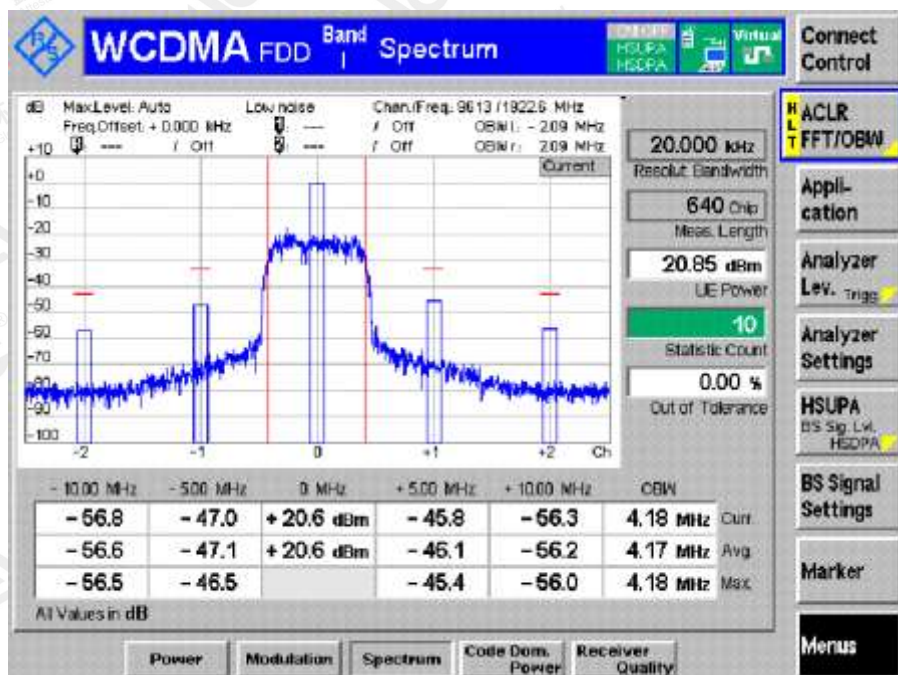 WCDMA FDD Band I Spectrum
ON/OFF
HSUPA
HSDPA
Virtual
Connect Control
dB Max.Level: Auto Low noise Chan./Freq.: 9613 / 1922.6 MHz
Freq.Offset: + 0.000 kHz 1: --- / Off OBW l: - 2.09 MHz
+10 3: --- / Off 2: --- / Off OBW r: 2.09 MHz
Current
+0
-10
-20
-30
-40
-50
-60
-70
-80
-90
-100
-2 -1 0 +1 +2 Ch
20.000 kHz
Resolut. Bandwidth
640 Chip
Meas. Length
20.85 dBm
UE Power
10
Statistic Count
0.00 %
Out of Tolerance
- 10.00 MHz - 5.00 MHz 0 MHz + 5.00 MHz + 10.00 MHz OBW
- 56.8 - 47.0 + 20.6 dBm - 45.8 - 56.3 4.18 MHz Curr.
- 56.6 - 47.1 + 20.6 dBm - 46.1 - 56.2 4.17 MHz Avg.
- 56.5 - 46.5 - 45.4 - 56.0 4.18 MHz Max.
All Values in dB
HLT ACLR
FFT/OBW
Appli-
cation
Analyzer
Lev. Trigg.
Analyzer
Settings
HSUPA
BS Sig. Lvl.
HSDPA
BS Signal
Settings
Marker
Menus
Power Modulation Spectrum Code Dom. Power Receiver Quality